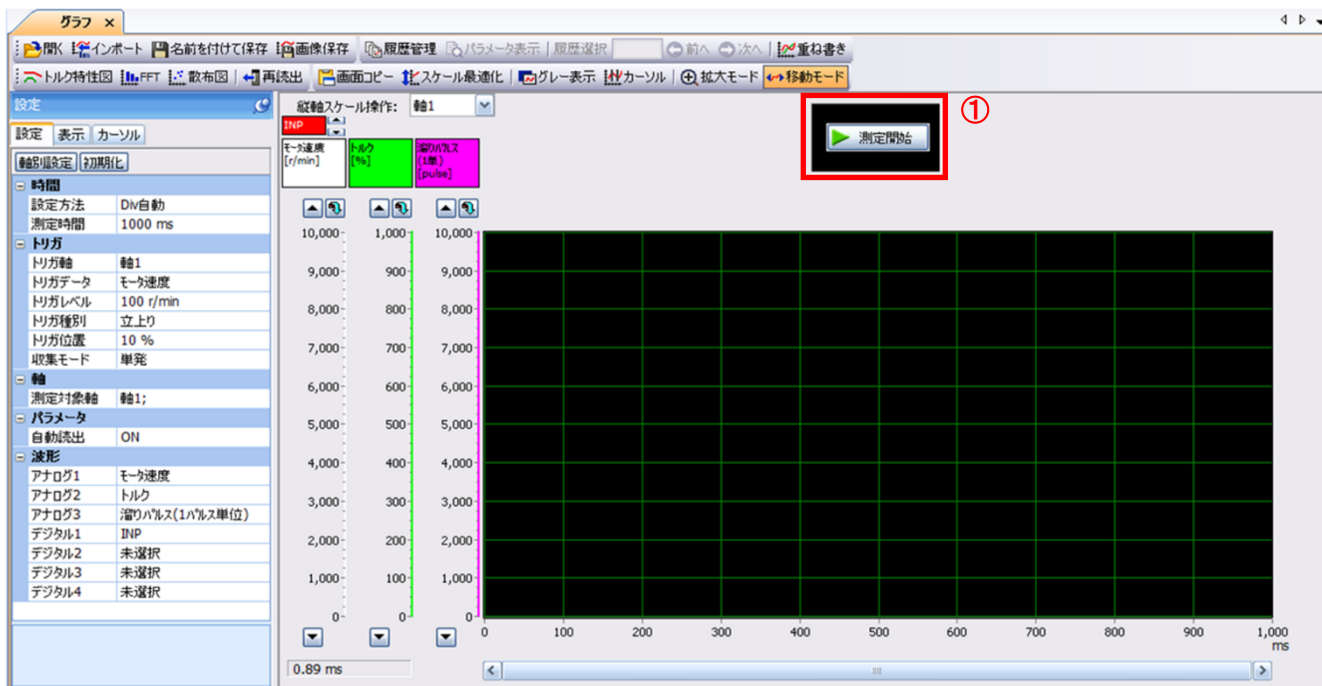 グラフ ×
開く インポート 名前を付けて保存 画像保存 履歴管理 パラメータ表示 履歴選択 前へ 次へ 重ね書き
トルク特性図 FFT 散布図 再読出 画面コピー スケール最適化 グレー表示 カーソル 拡大モード 移動モード
設定
設定 表示 カーソル
軸別設定 初期化
時間
設定方法 Div自動
測定時間 1000 ms
トリガ
トリガ軸 軸1
トリガデータ モータ速度
トリガレベル 100 r/min
トリガ種別 立上り
トリガ位置 10 %
収集モード 単発
軸
測定対象軸 軸1;
パラメータ
自動読出 ON
波形
アナログ1 モータ速度
アナログ2 トルク
アナログ3 溜りパルス(1パルス単位)
デジタル1 INP
デジタル2 未選択
デジタル3 未選択
デジタル4 未選択
縦軸スケール操作: 軸1
測定開始
①
INP
モータ速度 トルク 溜りパルス
[r/min] [%] (1単)
[pulse]
10,000 1,000 10,000
9,000 900 9,000
8,000 800 8,000
7,000 700 7,000
6,000 600 6,000
5,000 500 5,000
4,000 400 4,000
3,000 300 3,000
2,000 200 2,000
1,000 100 1,000
0 0 0
0 100 200 300 400 500 600 700 800 900 1,000
ms
0.89 ms